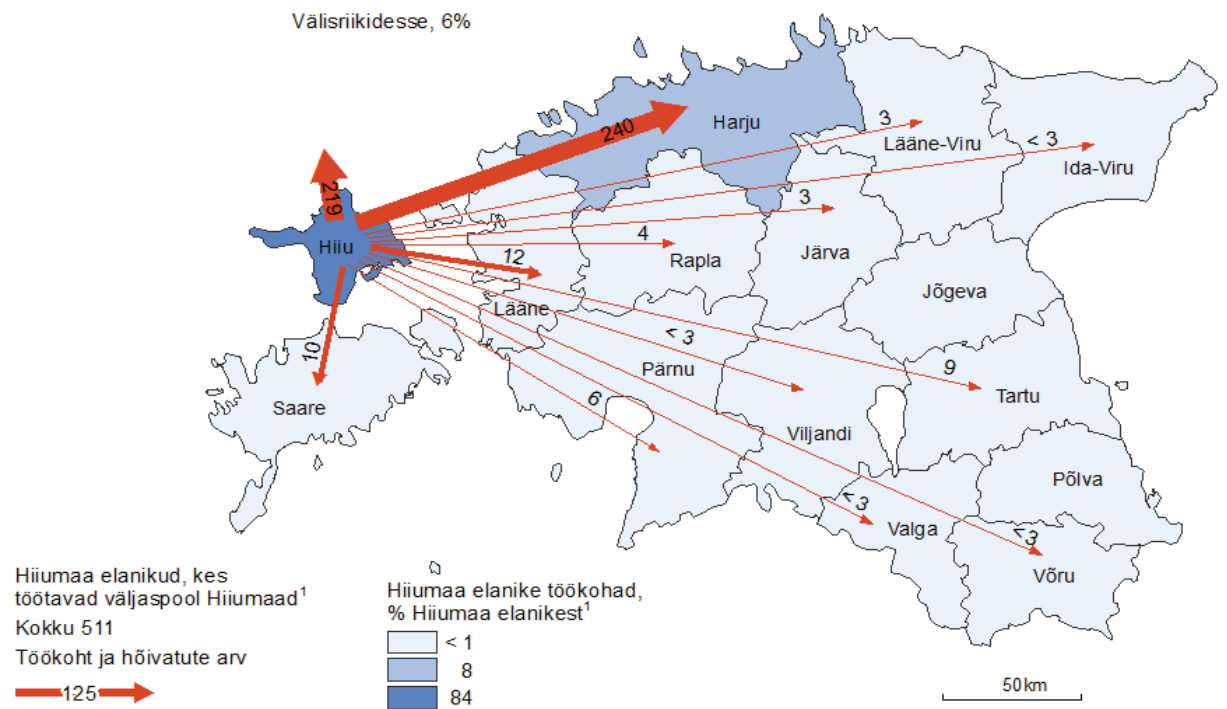 Välisriikidesse, 6%
240
Harju
3
Lääne-Viru
< 3
Ida-Viru
219
Hiiu
3
Järva
4
Rapla
12
Lääne
Jõgeva
10
Saare
< 3
Pärnu
9
Tartu
6
Viljandi
Põlva
< 3
Valga
<3
Võru
Hiiumaa elanikud, kes
töötavad väljaspool Hiiumaad¹
Kokku 511
Töökoht ja hõivatute arv
125
Hiiumaa elanike töökohad,
% Hiiumaa elanikest¹
< 1
8
84
50km